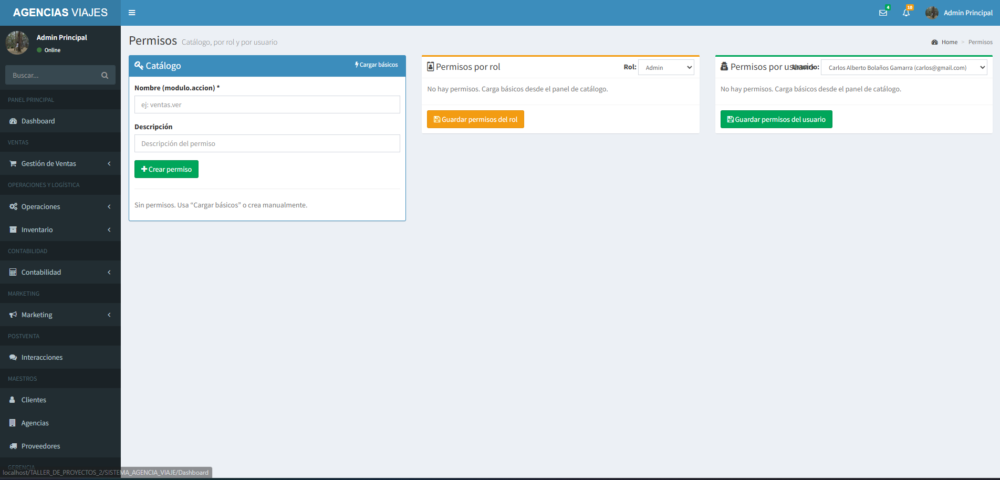 AGENCIAS VIAJES
4
10
Admin Principal
Admin Principal
Online
Buscar...
PANEL PRINCIPAL
Dashboard
VENTAS
Gestión de Ventas
OPERACIONES Y LOGÍSTICA
Operaciones
Inventario
CONTABILIDAD
Contabilidad
MARKETING
Marketing
POSTVENTA
Interacciones
MAESTROS
Clientes
Agencias
Proveedores
GERENCIA
localhost/TALLER_DE_PROYECTOS_2/SISTEMA_AGENCIA_VIAJE/Dashboard
Permisos Catálogo, por rol y por usuario
Home > Permisos
Catálogo
Cargar básicos
Nombre (modulo.accion) *
ej: ventas.ver
Descripción
Descripción del permiso
Crear permiso
Sin permisos. Usa “Cargar básicos” o crea manualmente.
Permisos por rol
Rol: Admin
No hay permisos. Carga básicos desde el panel de catálogo.
Guardar permisos del rol
Permisos por usuario
Usuario: Carlos Alberto Bolaños Gamarra (carlos@gmail.com)
No hay permisos. Carga básicos desde el panel de catálogo.
Guardar permisos del usuario